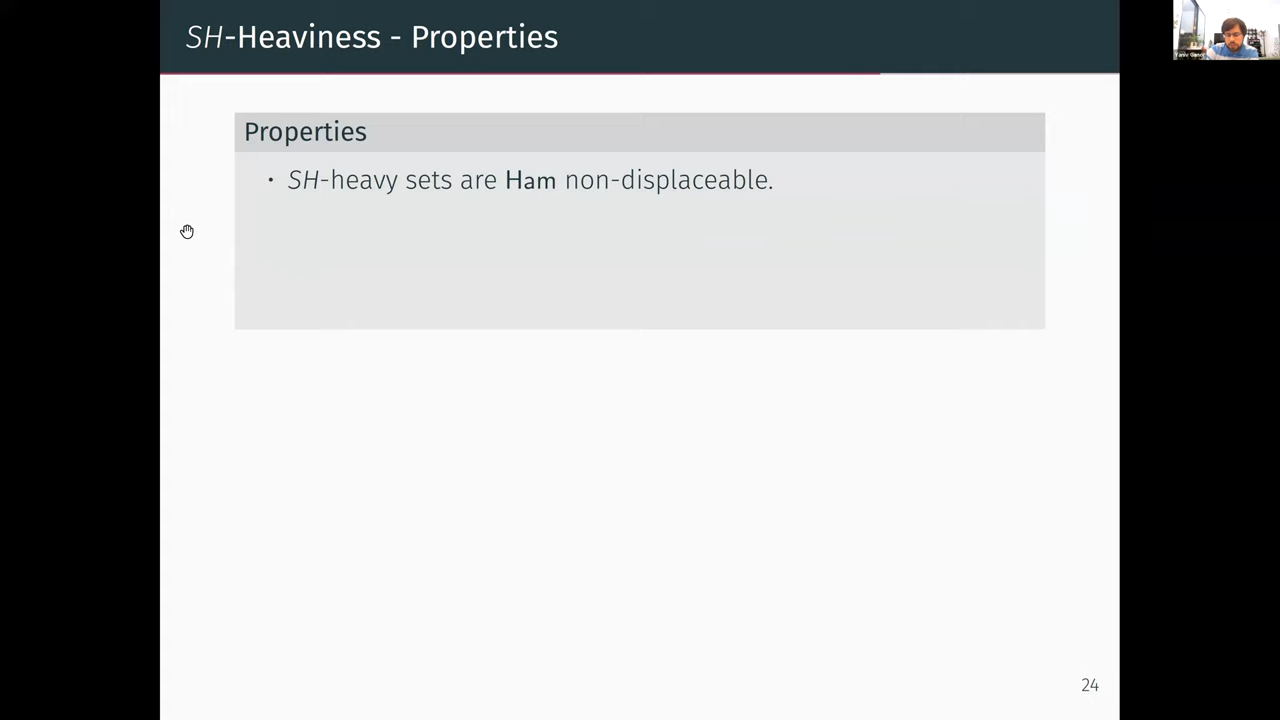 SH-Heaviness - Properties
Properties
• SH-heavy sets are Ham non-displaceable.
24